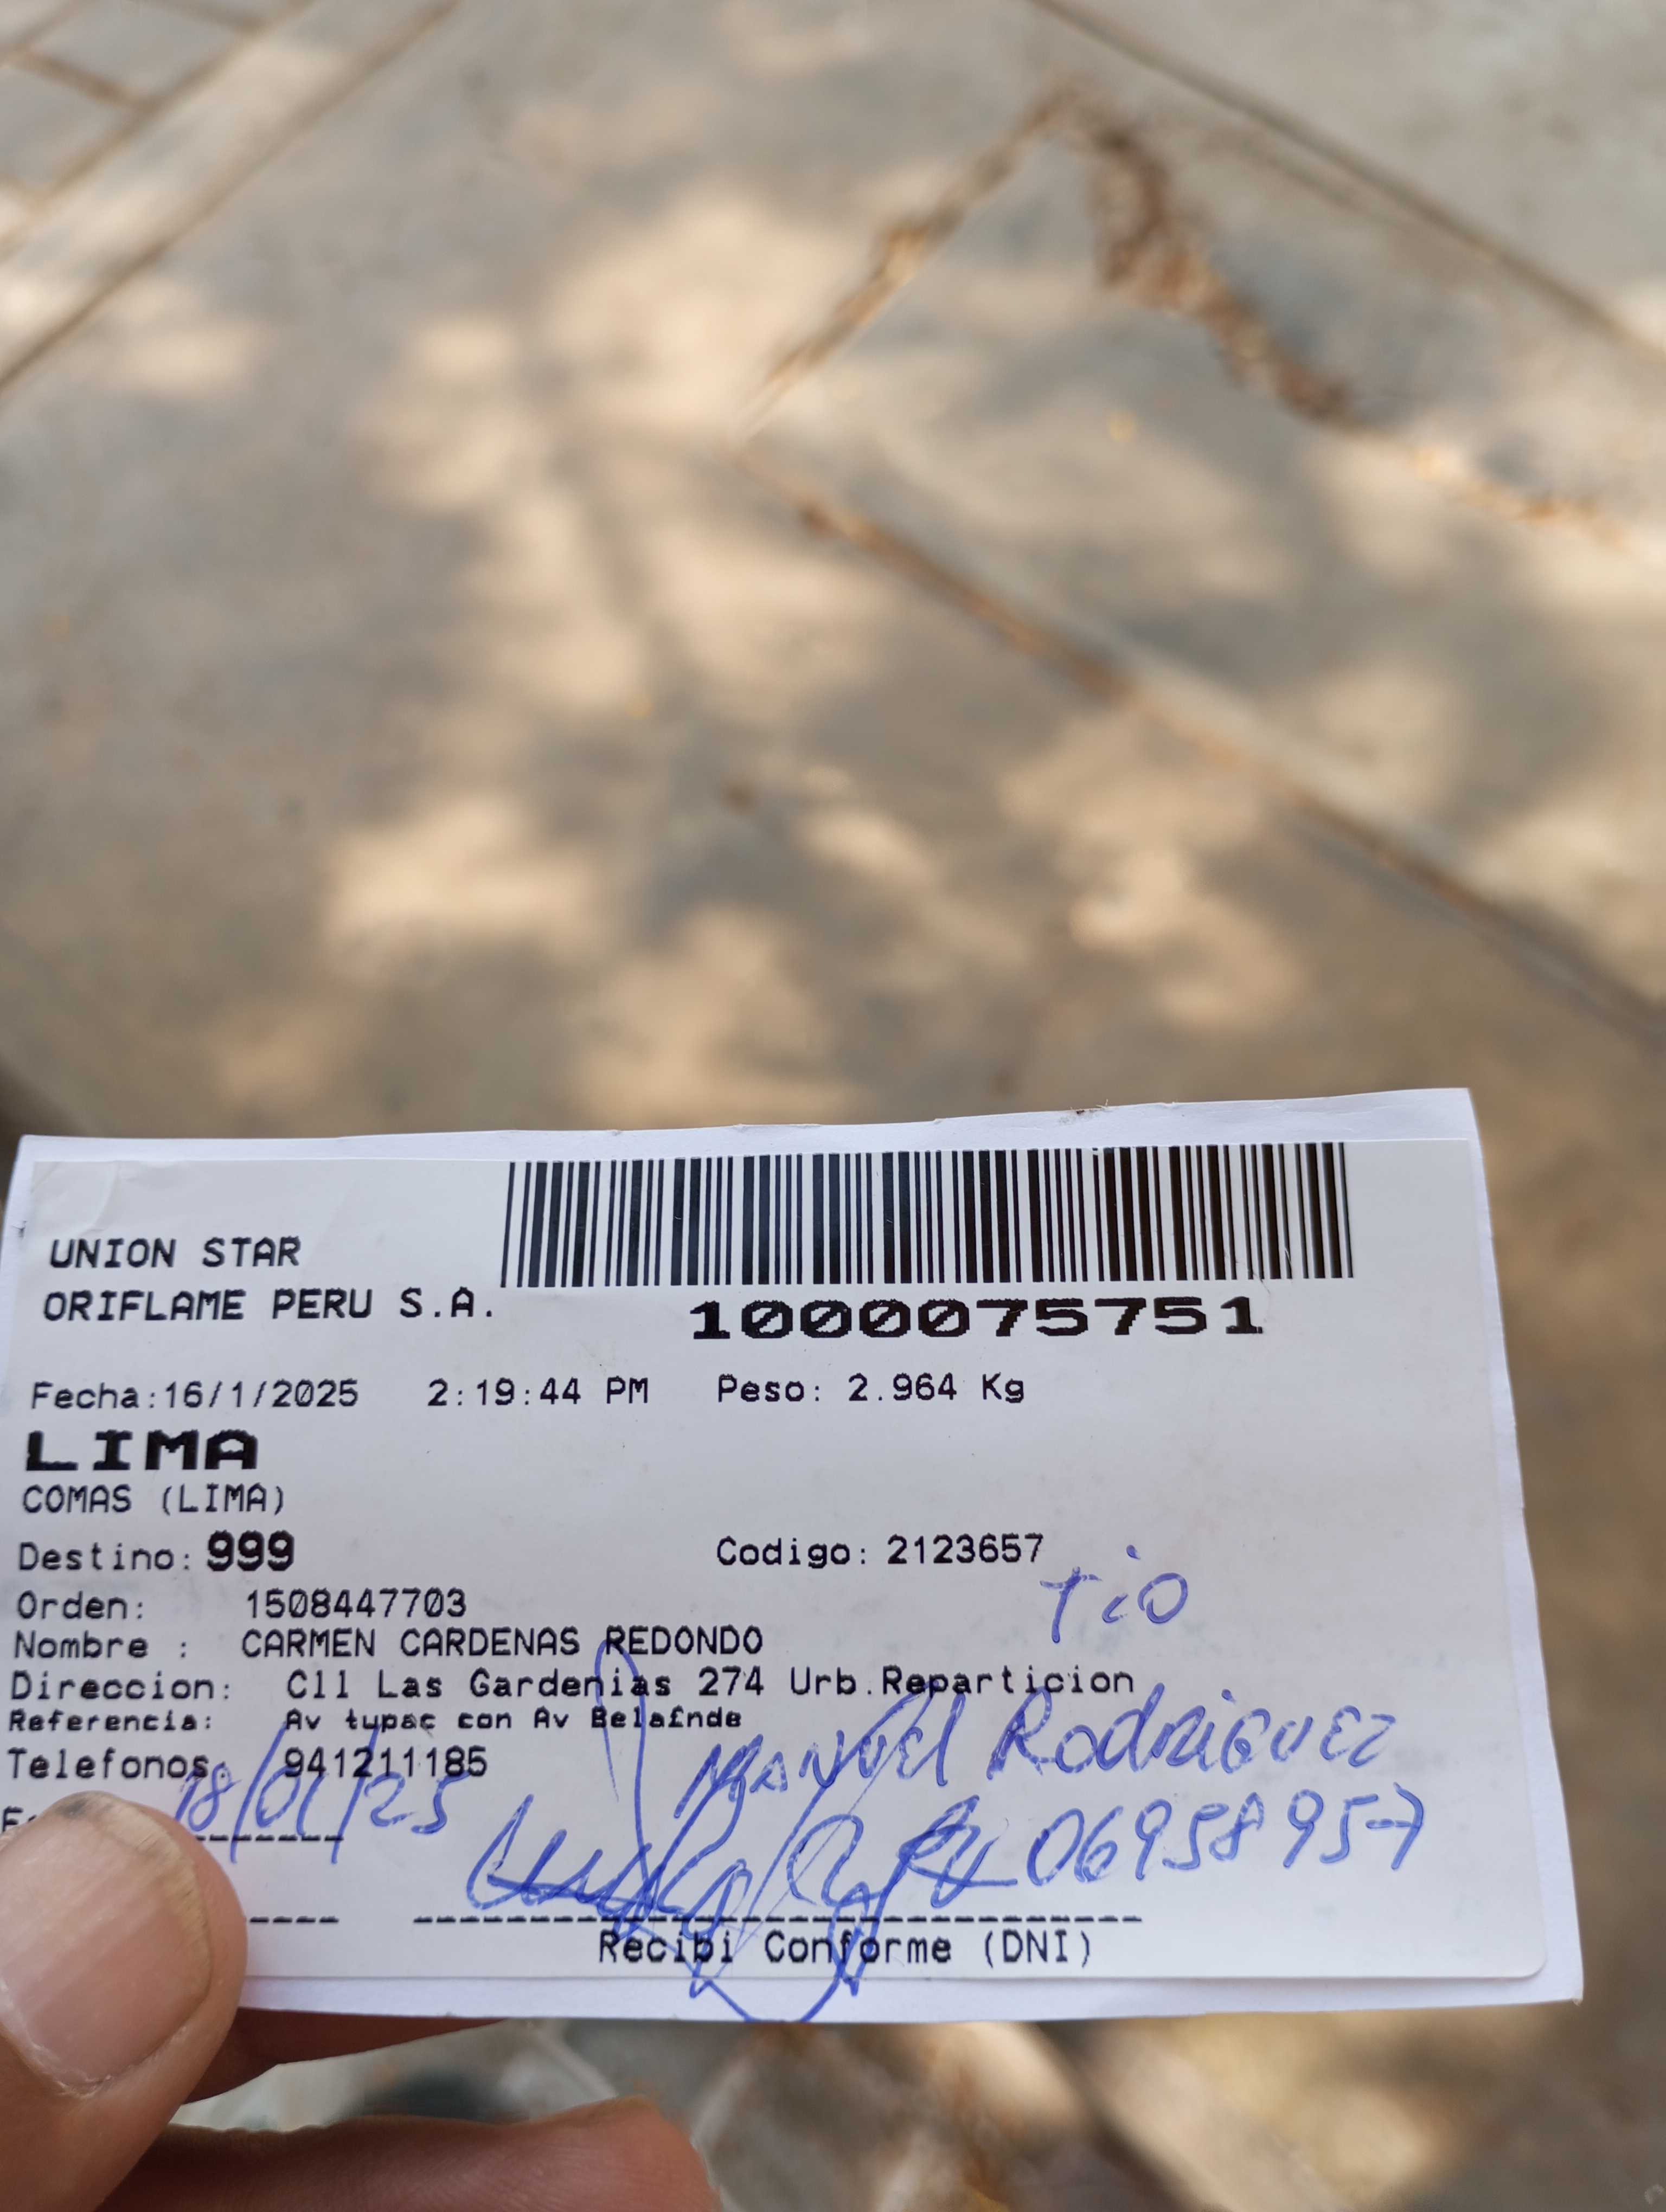 UNION STAR
ORIFLAME PERU S.A.
1000075751
Fecha:16/1/2025 2:19:44 PM Peso: 2.964 Kg
LIMA
COMAS (LIMA)
Destino: 999 Codigo: 2123657
Tio
Orden: 1508447703
Nombre : CARMEN CARDENAS REDONDO
Direccion: Cll Las Gardenias 274 Urb.Reparticion
Referencia: Av tupac con Av Belafnde
MANUEl RodRiGUEZ
Telefonos: 941211185
18/01/25
06958957
Recibi Conforme (DNI)